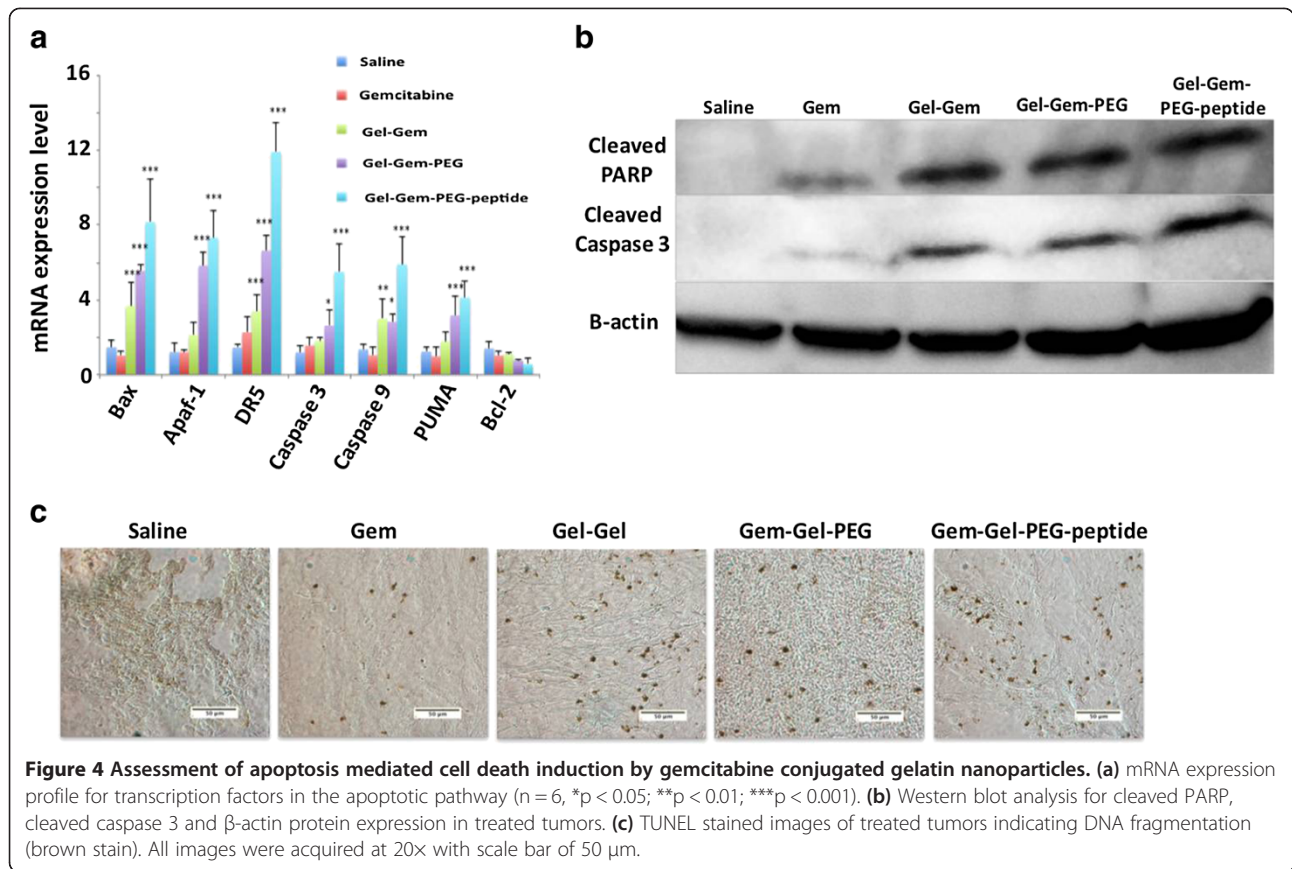 a
16
12
8
4
0
mRNA expression level
Saline
Gemcitabine
Gel-Gem
Gel-Gem-PEG
Gel-Gem-PEG-peptide
*** *** ***
*** ***
*** *** ***
* ***
** * ***
*** ***
Bax
Apaf-1
DR5
Caspase 3
Caspase 9
PUMA
Bcl-2
b
Saline
Gem
Gel-Gem
Gel-Gem-PEG
Gel-Gem-
PEG-peptide
Cleaved
PARP
Cleaved
Caspase 3
B-actin
c
Saline
Gem
Gel-Gel
Gem-Gel-PEG
Gem-Gel-PEG-peptide
50 µm
50 µm
50 µm
50 µm
50 µm
Figure 4 Assessment of apoptosis mediated cell death induction by gemcitabine conjugated gelatin nanoparticles. (a) mRNA expression
profile for transcription factors in the apoptotic pathway (n = 6, *p < 0.05; **p < 0.01; ***p < 0.001). (b) Western blot analysis for cleaved PARP,
cleaved caspase 3 and β-actin protein expression in treated tumors. (c) TUNEL stained images of treated tumors indicating DNA fragmentation
(brown stain). All images were acquired at 20× with scale bar of 50 μm.